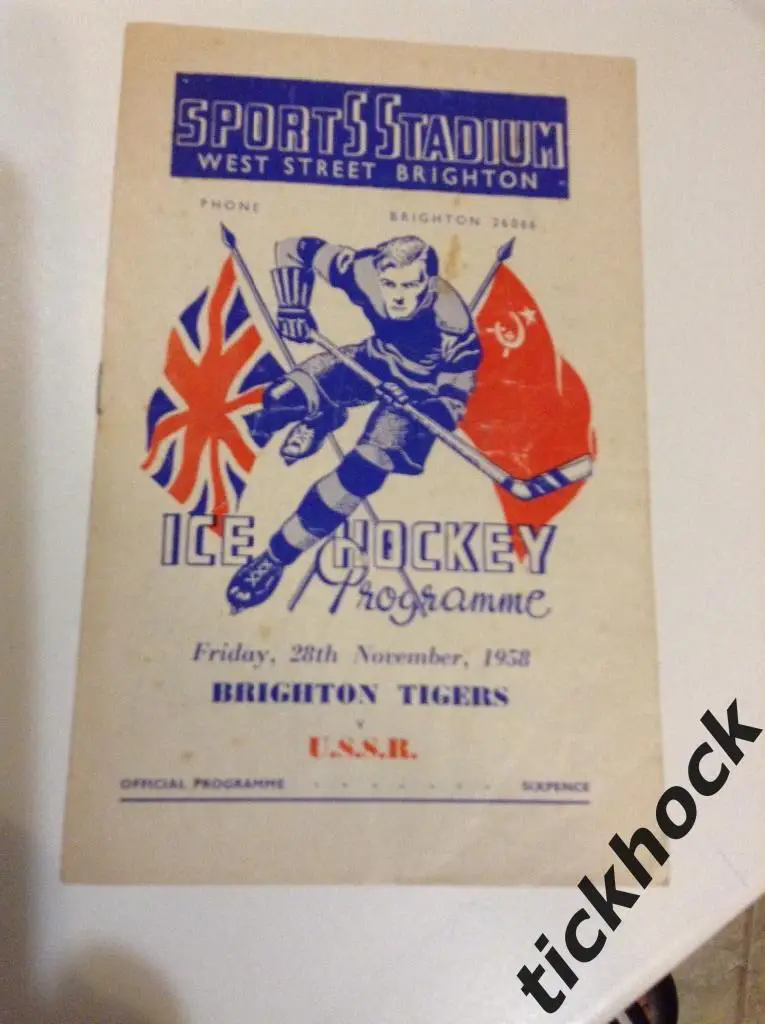 SPORTS STADIUM
WEST STREET BRIGHTON
PHONE BRIGHTON 26066
ICE HOCKEY
Programme
Friday, 28th November, 1958
BRIGHTON TIGERS
v
U.S.S.R.
OFFICIAL PROGRAMME . . . . . . . SIXPENCE
tickhock